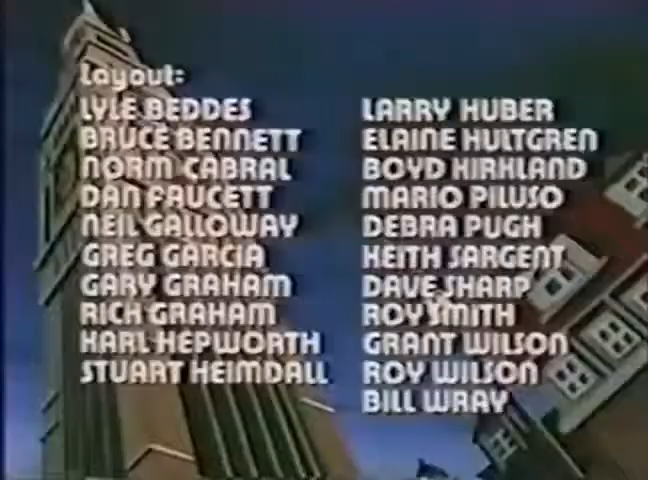 Layout:
LYLE BEDDES
BRUCE BENNETT
NORM CABRAL
DAN FAUCETT
NEIL GALLOWAY
GREG GARCIA
GARY GRAHAM
RICH GRAHAM
KARL HEPWORTH
STUART HEIMDALL
LARRY HUBER
ELAINE HULTGREN
BOYD KIRKLAND
MARIO PILUSO
DEBRA PUGH
KEITH SARGENT
DAVE SHARP
ROY SMITH
GRANT WILSON
ROY WILSON
BILL WRAY